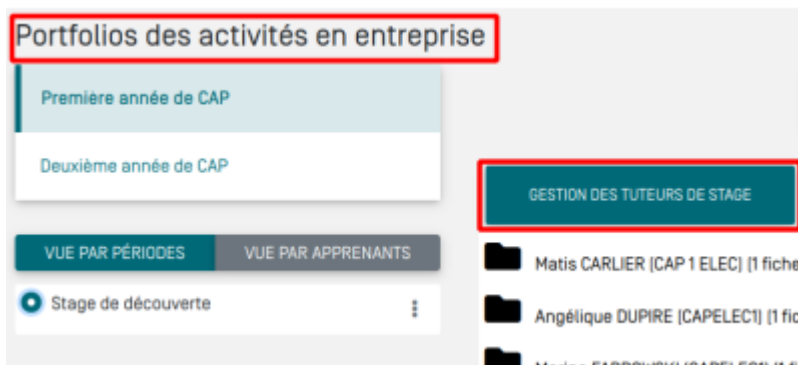 Portfolios des activités en entreprise
Première année de CAP
Deuxième année de CAP
VUE PAR PÉRIODES
VUE PAR APPRENANTS
Stage de découverte
GESTION DES TUTEURS DE STAGE
Matis CARLIER (CAP 1 ELEC) (1 fiche
Angélique DUPIRE (CAPELEC1) (1 fic